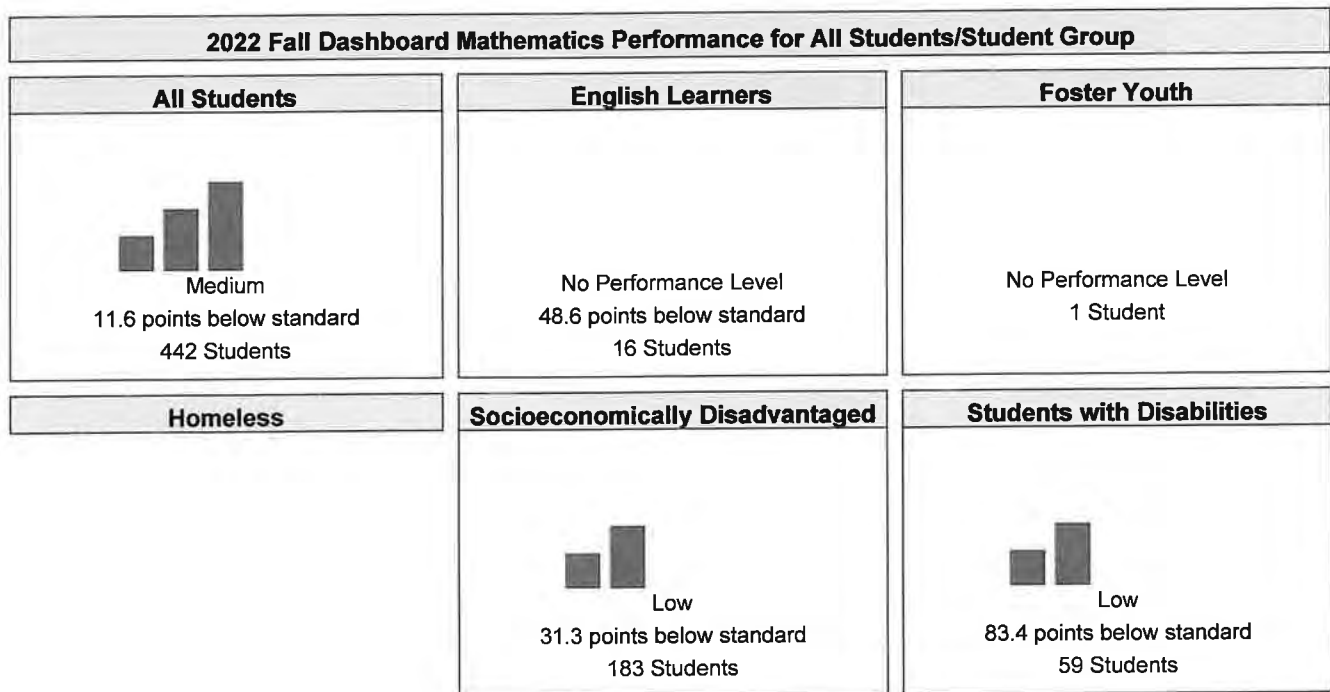 2022 Fall Dashboard Mathematics Performance for All Students/Student Group
All Students
English Learners
Foster Youth
Medium
11.6 points below standard
442 Students
No Performance Level
48.6 points below standard
16 Students
No Performance Level
1 Student
Homeless
Socioeconomically Disadvantaged
Students with Disabilities
Low
31.3 points below standard
183 Students
Low
83.4 points below standard
59 Students